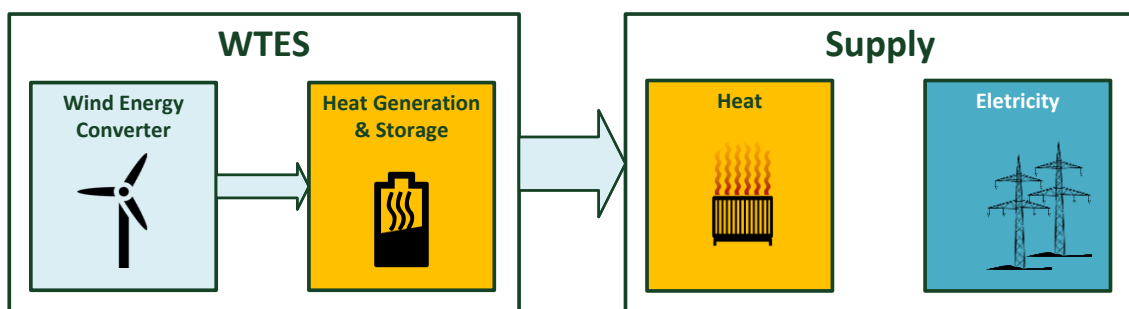 WTES
Wind Energy
Converter
Heat Generation
& Storage
Supply
Heat
Eletricity